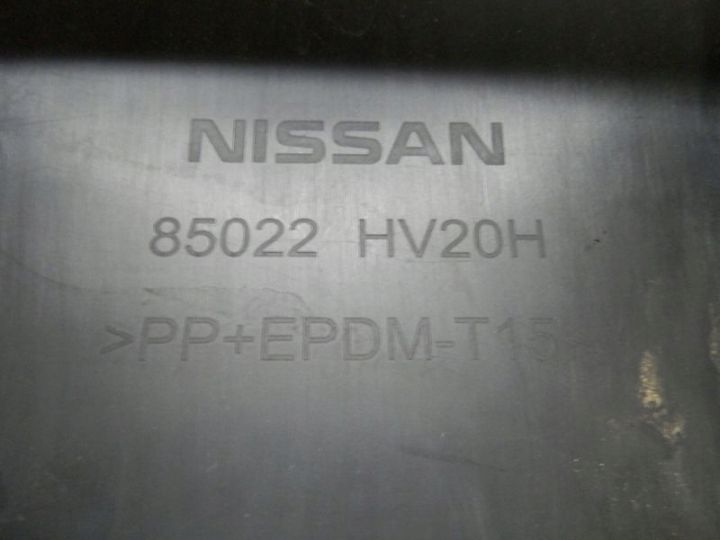 NISSAN
85022 HV20H
>PP+EPDM-T15<